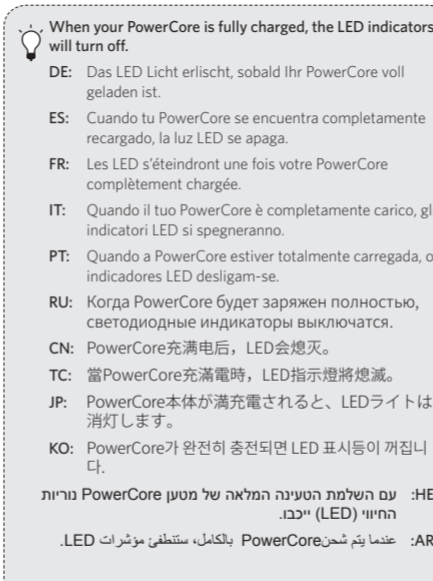 When your PowerCore is fully charged, the LED indicators
will turn off.
DE: Das LED Licht erlischt, sobald Ihr PowerCore voll
geladen ist.
ES: Cuando tu PowerCore se encuentra completamente
recargado, la luz LED se apaga.
FR: Les LED s'éteindront une fois votre PowerCore
complètement chargée.
IT: Quando il tuo PowerCore è completamente carico, gl
indicatori LED si spegneranno.
PT: Quando a PowerCore estiver totalmente carregada, o
indicadores LED desligam-se.
RU: Когда PowerCore будет заряжен полностью,
светодиодные индикаторы выключатся.
CN: PowerCore充满电后，LED会熄灭。
TC: 當PowerCore充滿電時，LED指示燈將熄滅。
JP: PowerCore本体が満充電されると、LEDライトは
消灯します。
KO: PowerCore가 완전히 충전되면 LED 표시등이 꺼집니
다.
HE: עם השלמת הטעינה המלאה של מטען PowerCore נוריות
החיווי (LED) ייכבו.
AR: عندما يتم شحنPowerCore بالكامل، ستنطفئ مؤشرات LED.